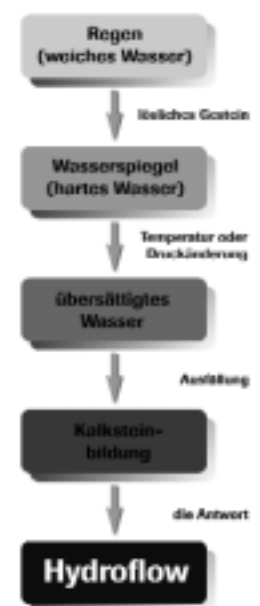 Regen
(weiches Wasser)
lösliches Gestein
Wasserspiegel
(hartes Wasser)
Temperatur oder
Druckänderung
übersättigtes
Wasser
Ausfällung
Kalkstein-
bildung
die Antwort
Hydroflow